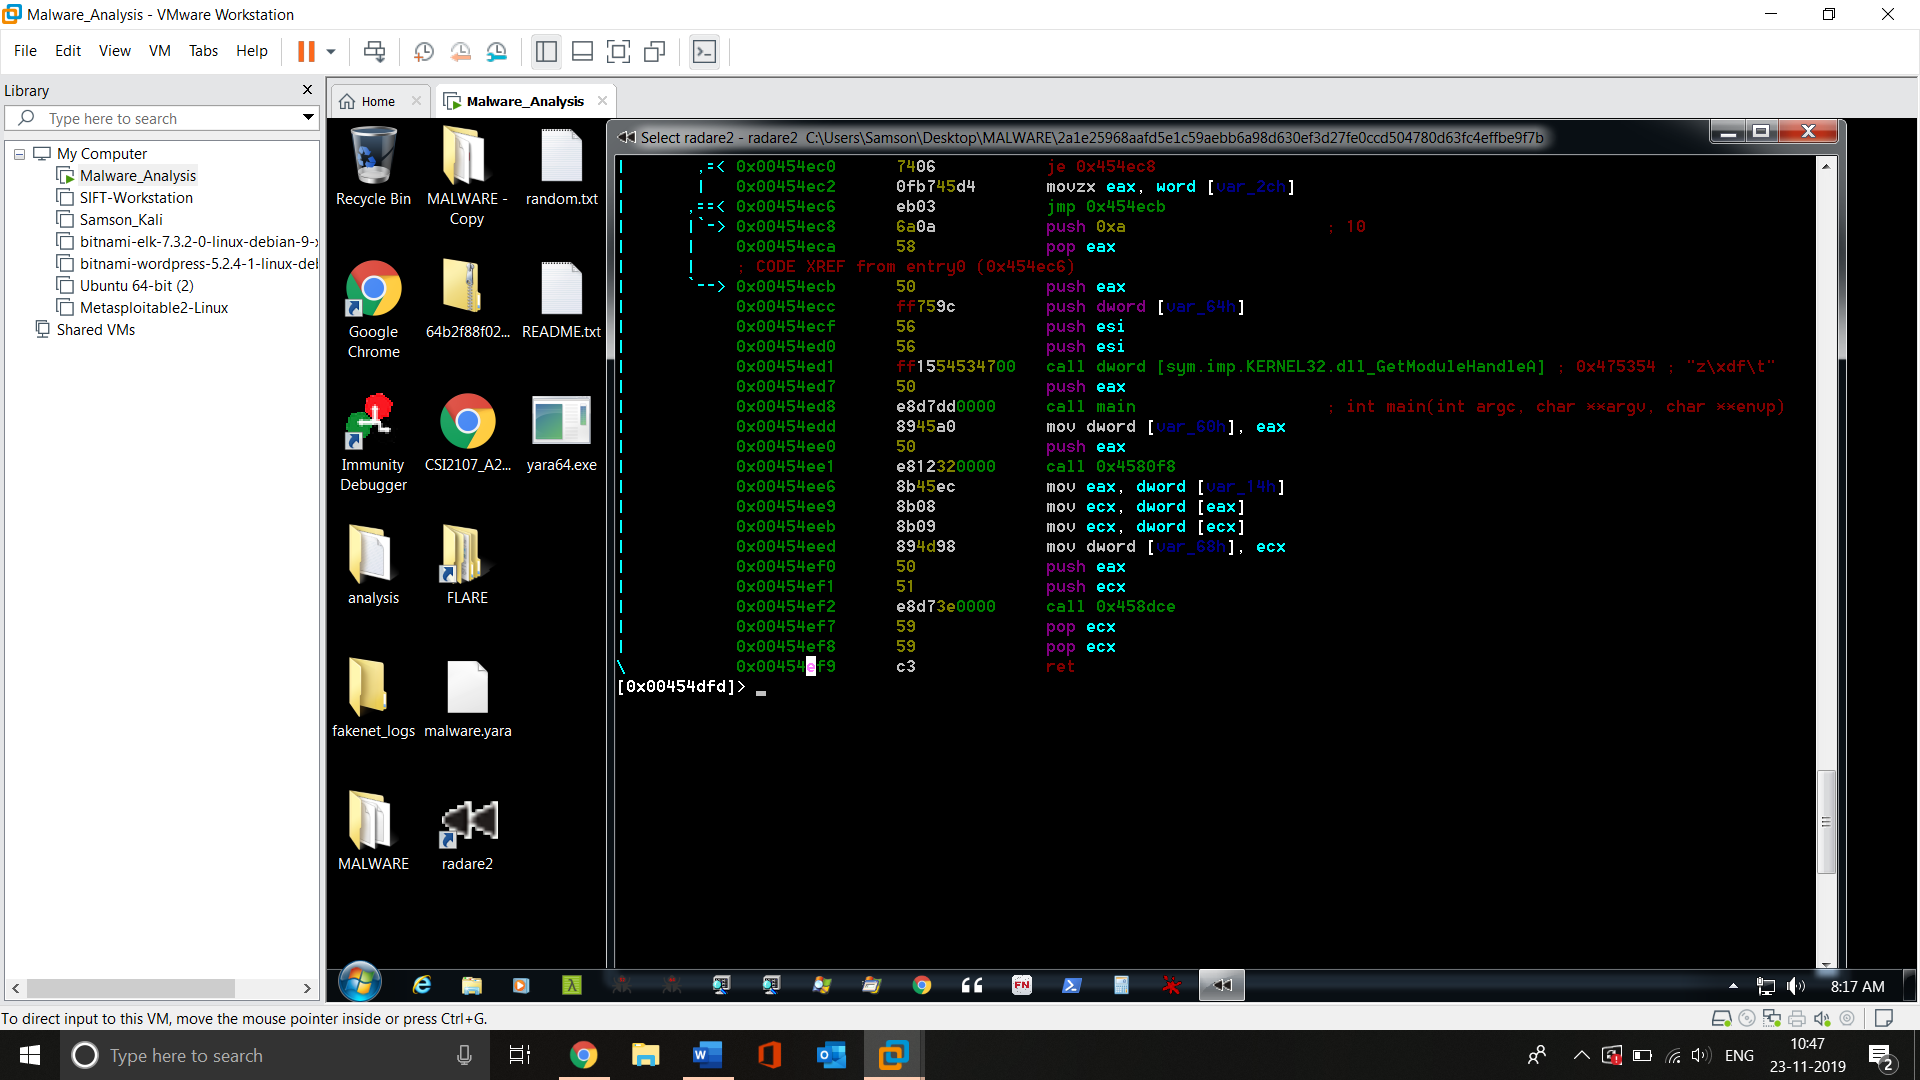 Malware_Analysis - VMware Workstation
File Edit View VM Tabs Help
Library
Type here to search
My Computer
Malware_Analysis
SIFT-Workstation
Samson_Kali
bitnami-elk-7.3.2-0-linux-debian-9-x
bitnami-wordpress-5.2.4-1-linux-deb
Ubuntu 64-bit (2)
Metasploitable2-Linux
Shared VMs
Home
Malware_Analysis
Recycle Bin
MALWARE - Copy
random.txt
Google Chrome
64b2f88f02...
README.txt
Immunity Debugger
CSI2107_A2...
yara64.exe
analysis
FLARE
fakenet_logs
malware.yara
MALWARE
radare2
Select radare2 - radare2 C:\Users\Samson\Desktop\MALWARE\2a1e25968aafd5e1c59aebb6a98d630ef3d27fe0ccd504780d63fc4effbe9f7b
,=< 0x00454ec0 7406 je 0x454ec8
| 0x00454ec2 0fb745d4 movzx eax, word [var_2ch]
,==< 0x00454ec6 eb03 jmp 0x454ecb
|`-> 0x00454ec8 6a0a push 0xa ; 10
| 0x00454eca 58 pop eax
| ; CODE XREF from entry0 (0x454ec6)
`--> 0x00454ecb 50 push eax
0x00454ecc ff759c push dword [var_64h]
0x00454ecf 56 push esi
0x00454ed0 56 push esi
0x00454ed1 ff1554534700 call dword [sym.imp.KERNEL32.dll_GetModuleHandleA] ; 0x475354 ; "z\xdf\t"
0x00454ed7 50 push eax
0x00454ed8 e8d7dd0000 call main ; int main(int argc, char **argv, char **envp)
0x00454edd 8945a0 mov dword [var_60h], eax
0x00454ee0 50 push eax
0x00454ee1 e812320000 call 0x4580f8
0x00454ee6 8b45ec mov eax, dword [var_14h]
0x00454ee9 8b08 mov ecx, dword [eax]
0x00454eeb 8b09 mov ecx, dword [ecx]
0x00454eed 894d98 mov dword [var_68h], ecx
0x00454ef0 50 push eax
0x00454ef1 51 push ecx
0x00454ef2 e8d73e0000 call 0x458dce
0x00454ef7 59 pop ecx
0x00454ef8 59 pop ecx
\ 0x00454ef9 c3 ret
[0x00454dfd]> _
FN
8:17 AM
To direct input to this VM, move the mouse pointer inside or press Ctrl+G.
Type here to search
ENG
10:47
23-11-2019
2